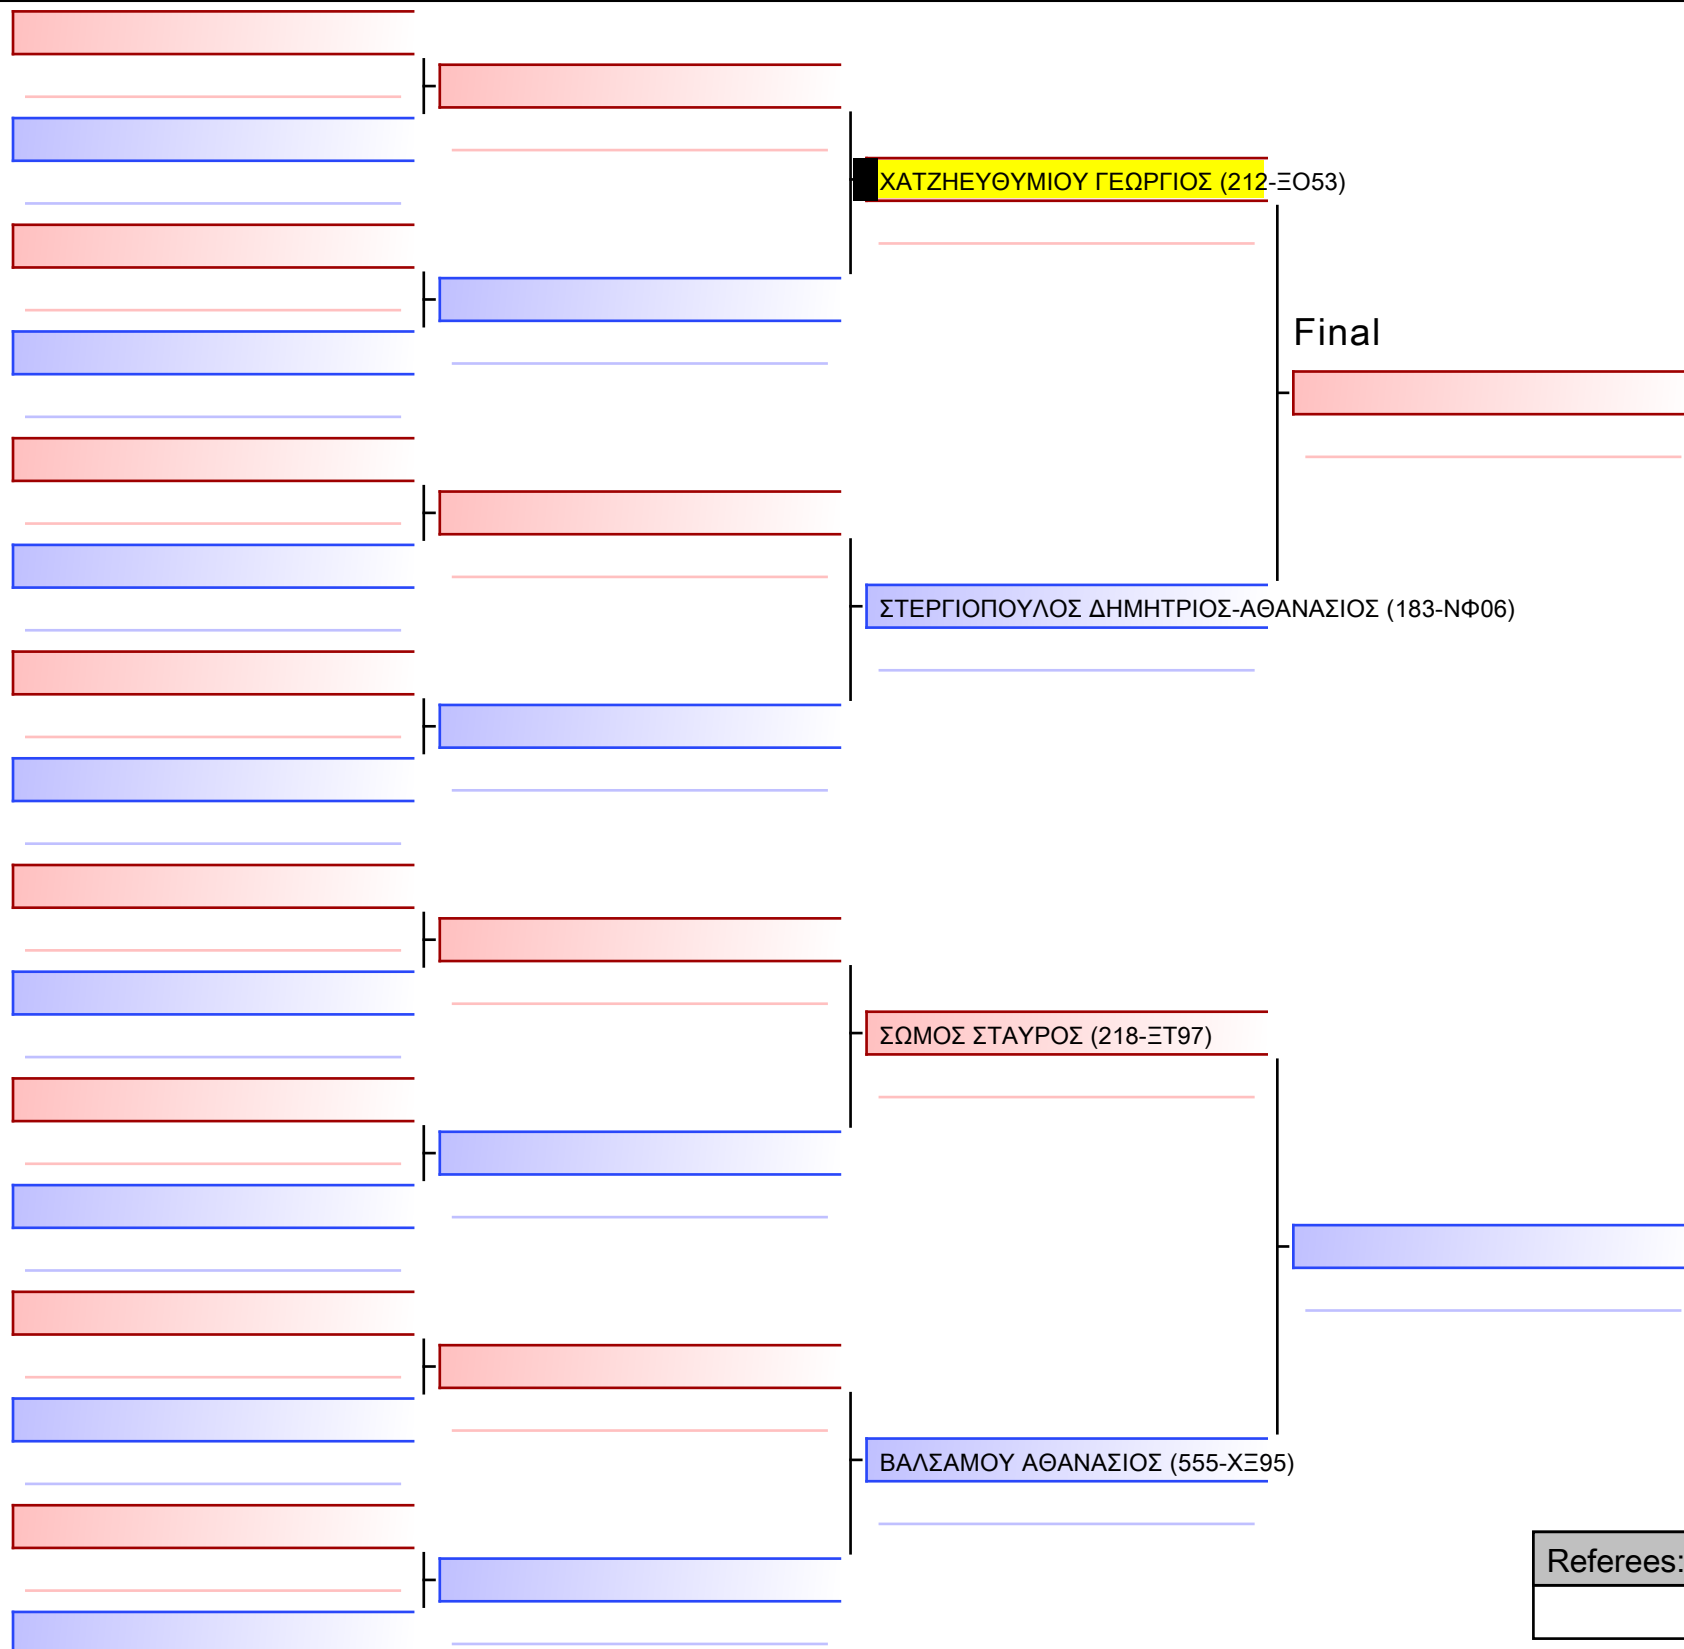 ΧΑΤΖΗΕΥΘΥΜΙΟΥ ΓΕΩΡΓΙΟΣ (212-ΞΟ53)
Final
ΣΤΕΡΓΙΟΠΟΥΛΟΣ ΔΗΜΗΤΡΙΟΣ-ΑΘΑΝΑΣΙΟΣ (183-ΝΦ06)
ΣΩΜΟΣ ΣΤΑΥΡΟΣ (218-ΞΤ97)
ΒΑΛΣΑΜΟΥ ΑΘΑΝΑΣΙΟΣ (555-ΧΞ95)
Referees: